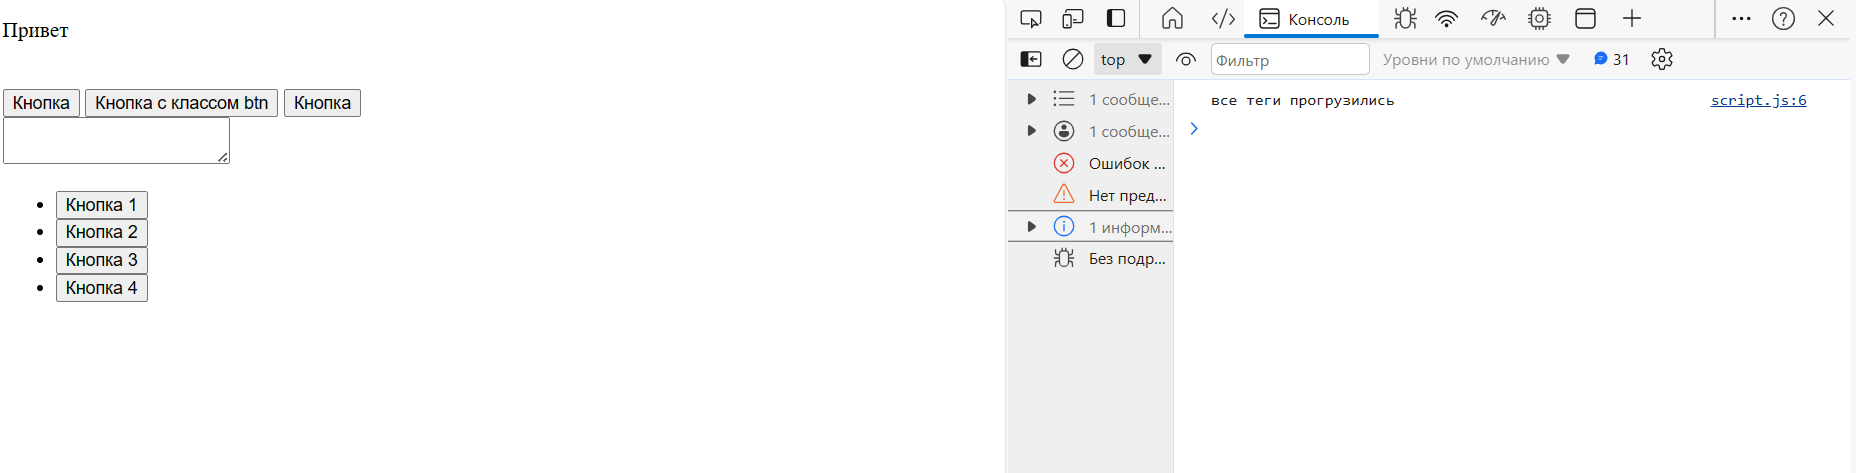 Привет
Кнопка Кнопка с классом btn Кнопка
Кнопка 1
Кнопка 2
Кнопка 3
Кнопка 4
Консоль
top Фильтр Уровни по умолчанию 31
1 сообще...
1 сообще...
Ошибок ...
Нет пред...
1 информ...
Без подр...
все теги прогрузились script.js:6